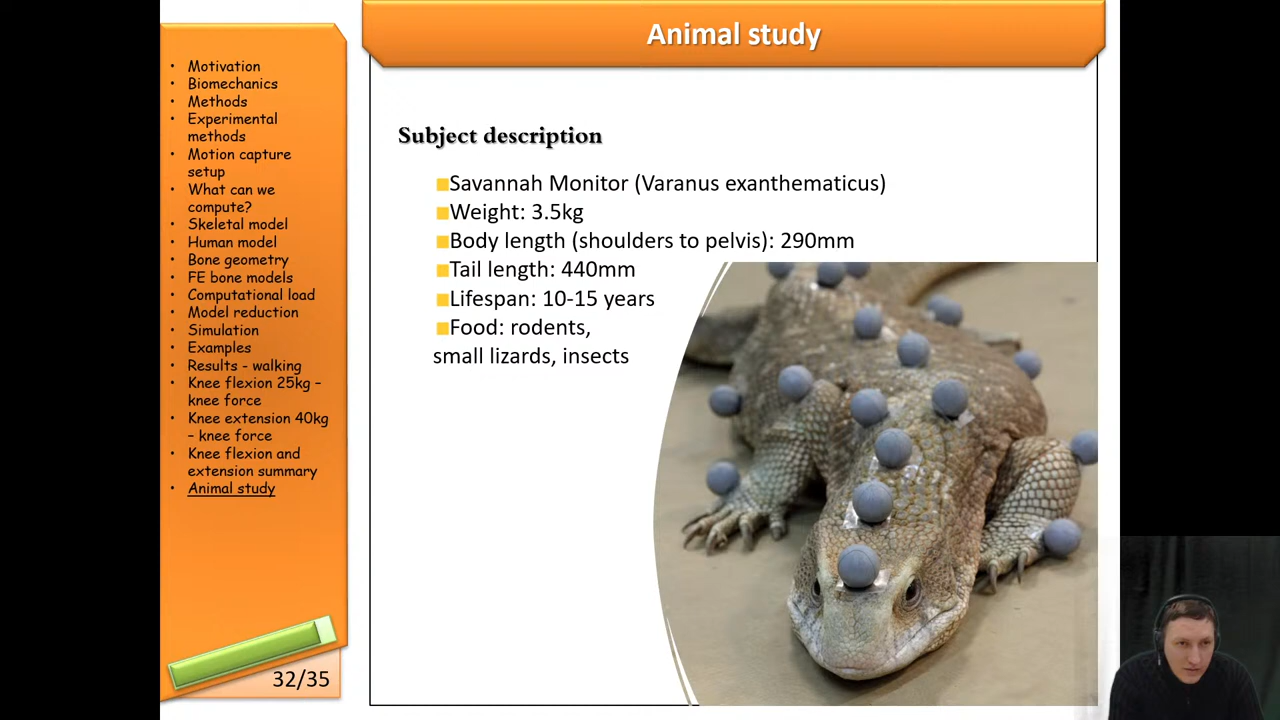 Animal study
Motivation
Biomechanics
Methods
Experimental
methods
Motion capture
setup
What can we
compute?
Skeletal model
Human model
Bone geometry
FE bone models
Computational load
Model reduction
Simulation
Examples
Results - walking
Knee flexion 25kg –
knee force
Knee extension 40kg
– knee force
Knee flexion and
extension summary
Animal study
32/35
Subject description
Savannah Monitor (Varanus exanthematicus)
Weight: 3.5kg
Body length (shoulders to pelvis): 290mm
Tail length: 440mm
Lifespan: 10-15 years
Food: rodents,
small lizards, insects